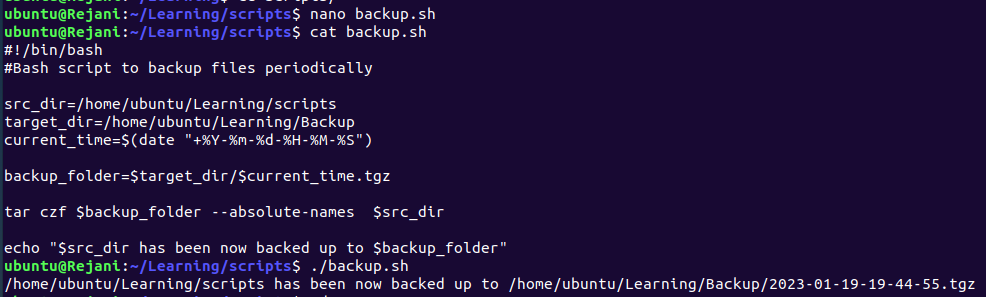 ubuntu@Rejani:~/Learning/scripts$ nano backup.sh
ubuntu@Rejani:~/Learning/scripts$ cat backup.sh
#!/bin/bash
#Bash script to backup files periodically
src_dir=/home/ubuntu/Learning/scripts
target_dir=/home/ubuntu/Learning/Backup
current_time=$(date "+%Y-%m-%d-%H-%M-%S")
backup_folder=$target_dir/$current_time.tgz
tar czf $backup_folder --absolute-names  $src_dir
echo "$src_dir has been now backed up to $backup_folder"
ubuntu@Rejani:~/Learning/scripts$ ./backup.sh
/home/ubuntu/Learning/scripts has been now backed up to /home/ubuntu/Learning/Backup/2023-01-19-19-44-55.tgz